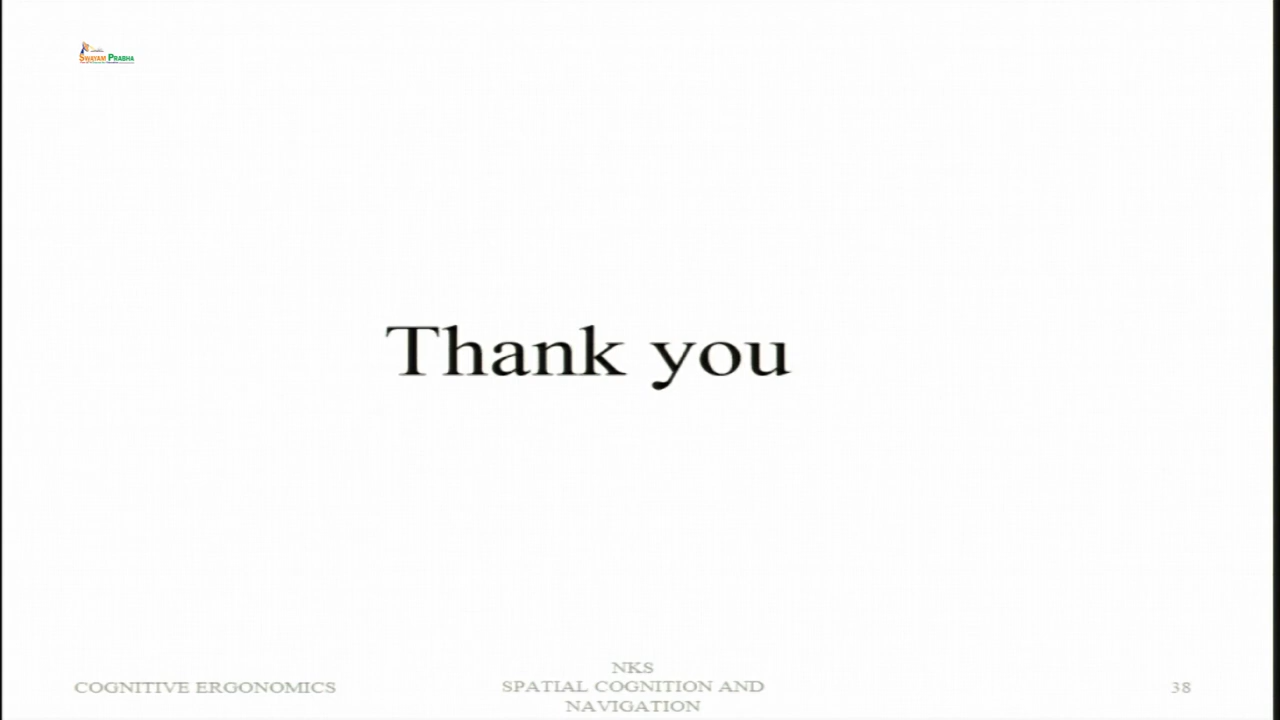 SWAYAM PRABHA
Thank you
COGNITIVE ERGONOMICS
NKS
SPATIAL COGNITION AND
NAVIGATION
38